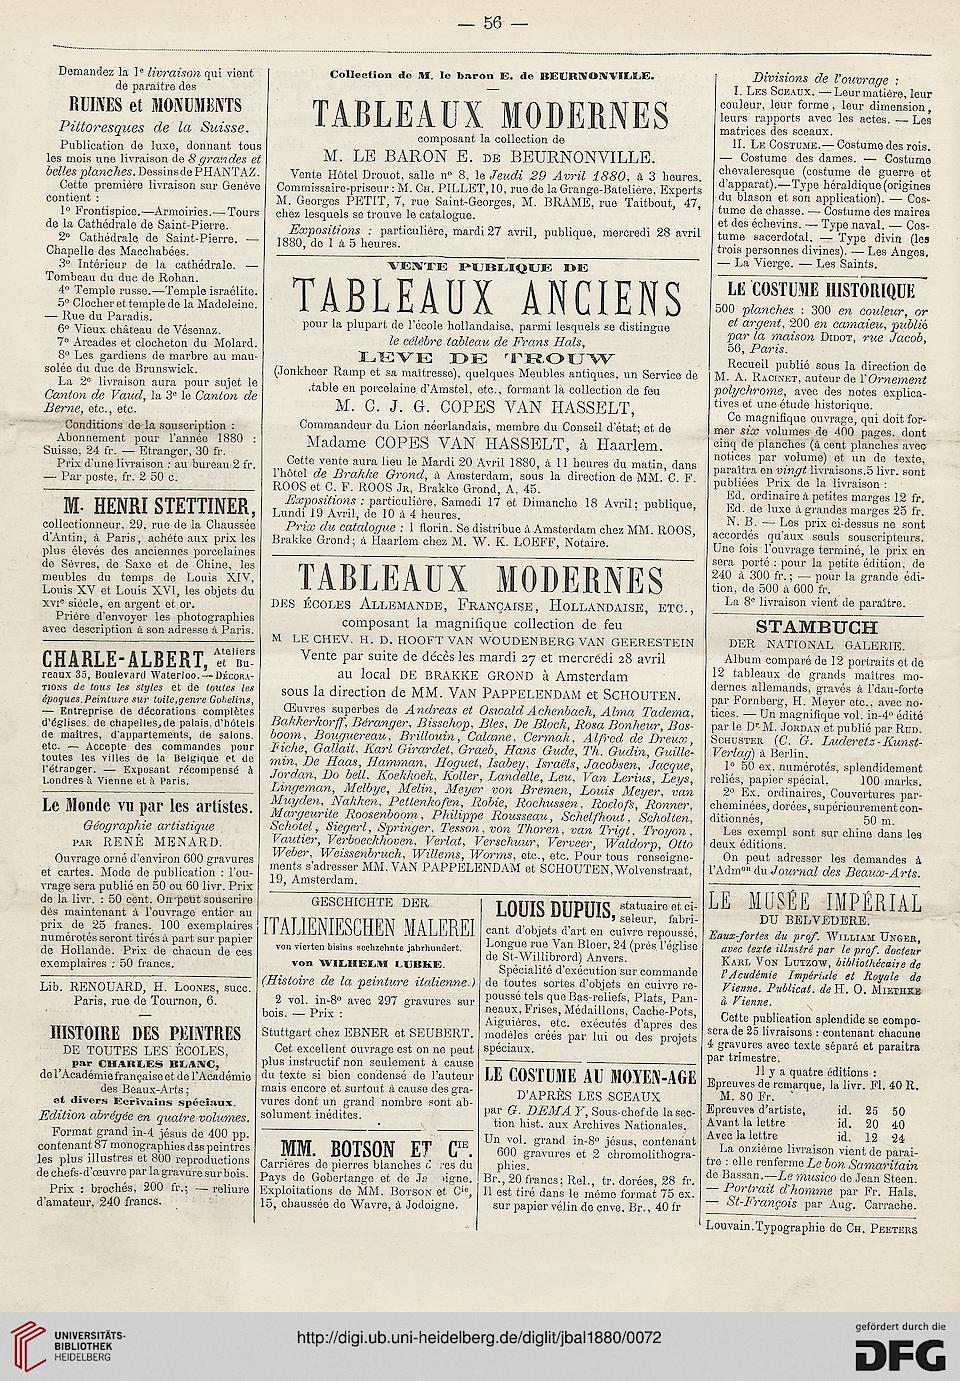 — 56 —
Demandez la 1e livraison qui vient
de paraître des
RUINES et MONUMENTS
Pittoresques de la Suisse.
Publication de luxe, donnant tous
les mois une livraison de 8 grandes et
belles planches. Dessins de PHANTAZ.
Cette première livraison sur Genève
contient :
1o Frontispice.—Armoiries.—Tours
de la Cathédrale de Saint-Pierre.
2o Cathédrale de Saint-Pierre. —
Chapelle des Macchabées.
3o Intérieur de la cathédrale. —
Tombeau du duc de Rohan.
4o Temple russe.—Temple israélite.
5o Clocher et temple de la Madeleine.
— Rue du Paradis.
6o Vieux château de Vésenaz.
7o Arcades et clocheton du Molard.
8o Les gardiens de marbre au mau-
solée du duc de Brunswick.
La 2e livraison aura pour sujet le
Canton de Vaud, la 3e le Canton de
Berne, etc., etc.
Conditions de la souscription :
Abonnement pour l'année 1880 :
Suisse, 24 fr. — Etranger, 30 fr.
Prix d'une livraison : au bureau 2 fr.
— Par poste, fr. 2 50 c.
M. HENRI STETTINER,
collectionneur, 29, rue de la Chaussée
d'Antin, à Paris, achète aux prix les
plus élevés des anciennes porcelaines
de Sèvres, de Saxe et de Chine, les
meubles du temps de Louis XIV,
Louis XV et Louis XVI, les objets du
XVIe siècle, en argent et or.
Prière d'envoyer les photographies
avec description à son adresse à Paris.
CHARLE-ALBERT, Ateliers et Bu-
reaux 35, Boulevard Waterloo.— DÉCORA-
TIONS de tous les styles et de toutes les
époques. Peinture sur toile, genre Gobelins,
— Entreprise de décorations complètes
d'églises, de chapelles, de palais, d'hôtels
de maîtres, d'appartements, de salons.
etc. — Accepte des commandes pour
toutes les villes de la Belgique et de
l'étranger. — Exposant récompensé à
Londres à Vienne et à Paris.
Le Monde vu par les artistes.
Géographie artistique
PAR RENÉ MENARD.
Ouvrage orné d'environ 600 gravures
et cartes. Mode de publication : l'ou-
vrage sera publié en 50 ou 60 livr. Prix
de la livr. : 50 cent. On peut souscrire
dès maintenant à l'ouvrage entier au
prix de 25 francs. 100 exemplaires
numérotés seront tirés à part sur papier
de Hollande. Prix de chacun de ces
exemplaires : 50 francs.
Lib. RENOUARD, H. LOONES, succ.
Paris, rue de Tournon, 6.
HISTOIRE DES PEINTRES
DE TOUTES LES ÉCOLES,
par CHARLES BLANC,
de l'Académie française et de l'Académie
des Beaux-Arts ;
et divers Ecrivains spéciaux.
Edition abrégée en quatre volumes.
Format grand in-4 jésus de 400 pp.
contenant 87 monographies des peintres
les plus illustres et 800 reproductions
de chefs-d'œuvre par la gravure sur bois.
Prix : brochés, 200 fr.; — reliure
d'amateur, 240 francs.
Collection de M. le baron E. de BEURNONVILLE.
TABLEAUX MODERNES
composant la collection de
M. LE BARON E. DE BEURNONVILLE.
Vente Hôtel Drouot, salle no 8, le Jeudi 29 Avril 1880, à 3 heures.
Commissaire-priseur : M. CH. PILLET, 10, rue de la Grange-Batelière, Experts
M. Georges PETIT, 7, rue Saint-Georges, M. BRAME, rue Taitbout, 47,
chez lesquels se trouve le catalogue.
Expositions : particulière, mardi 27 avril, publique, mercredi 28 avril
1880, de 1 à 5 heures.
VENTE PUBLIQUE DE
TABLEAUX ANCIENS
pour la plupart de l'école hollandaise, parmi lesquels se distingue
le célèbre tableau de Frans Hals,
LEVE DE TROUW
(Jonkheer Ramp et sa maîtresse), quelques Meubles antiques, un Service de
table en porcelaine d'Amstel, etc., formant la collection de feu
M. C. J. G. COPES VAN HASSELT,
Commandeur du Lion néerlandais, membre du Conseil d'état; et de
Madame COPES VAN HASSELT, à Haarlem.
Cette vente aura lieu le Mardi 20 Avril 1880, à 11 heures du matin, dans
l'hôtel de Brakke Grond, à Amsterdam, sous la direction de MM. C. F.
ROOS et C. F. ROOS JR, Brakke Grond, A, 45.
Expositions : particulière, Samedi 17 et Dimanche 18 Avril; publique,
Lundi 19 Avril, de 10 à 4 heures.
Prix du catalogue : 1 florin. Se distribue à Amsterdam chez MM. ROOS,
Brakke Grond; à Haarlem chez M. W. K. LOEFF, Notaire.
TABLEAUX MODERNES
DES ÉCOLES ALLEMANDE, FRANÇAISE, HOLLANDAISE, ETC.,
composant la magnifique collection de feu
M LE CHEV. H. D. HOOFT VAN WOUDENBERG VAN GEERESTEIN
Vente par suite de décès les mardi 27 et mercrédi 28 avril
au local DE BRAKKE GROND à Amsterdam
sous la direction de MM. VAN PAPPELENDAM et SCHOUTEN.
Œuvres superbes de Andreas et Oswald Achenbach, Alma Tadema,
Bakkerkorff, Béranger, Bisschop, Bles, De Block, Rosa Bonheur, Bos-
boom, Bouguereau, Brillouin, Calame, Cermak, Alfred de Dreux,
Fiche, Gallait, Karl Girardet, Graeb, Hans Gude, Th. Gudin, Guille-
min, De Haas, Hamman, Hoguet, Isabey, Israëls, Jacobsen, Jacque,
Jordan, Do bell. Koekkoek, Koller, Landelle, Leu, Van Lerius, Leys,
Lingeman, Melbye, Melin, Meyer von Bremen, Louis Meyer, van
Muyden, Nakken, Pettenkofen, Robie, Rochussen, Roelofs, Ronner,
Margeurite Roosenboom, Philippe Rousseau, Schelfhout, Scholten,
Schotel, Siegerl, Springer, Tesson, von Thoren, van Trigt, Troyon,
Vautier, Verboeckhoven, Verlat, Verschuur, Verveer, Waldorp, Otto
Weber, Weissenbruch, Willems, Worms, etc., etc. Pour tous renseigne-
ments s'adresser MM. VAN PAPPELENDAM et SCHOUTEN, Wolvenstraat,
19, Amsterdam.
GESCHICHTE DER
ITALIENIESCHEN MALEREI
von vierten bisins sechzehnte jahrhundert.
von WILHELM LUBKE.
(Histoire de la peinture italienne.)
2 vol. in-8o avec 297 gravures sur
bois. — Prix :
Stuttgart chez EBNER et SEUBERT.
Cet excellent ouvrage est on ne peut
plus instructif non seulement à cause
du texte si bien condensé de l'auteur
mais encore et surtout à cause des gra-
vures dont un grand nombre sont ab-
solument inédites.
MM. BOTSON ET CIE.
Carrières de pierres blanches d res du
Pays de Gobertange et de Ja igne.
Exploitations de MM. BOTSON et Cie,
15, chaussée de Wavre, à Jodoigne.
LOUIS DUPUIS, statuaire et ci-
seleur, fabri-
cant d'objets d'art en cuivre repoussé,
Longue rue Van Bloer, 24 (près l'église
de St-Willibrord) Anvers.
Spécialité d'exécution sur commande
de toutes sortes d'objets en cuivre re-
poussé tels que Bas-reliefs, Plats, Pan-
neaux, Frises, Médaillons, Cache-Pots,
Aiguières, etc. exécutés d'apres des
modèles créés par lui ou des projets
spéciaux.
LE COSTUME AU MOYEN-AGE
D'APRÈS LES SCEAUX
par G. DEMAY, Sous-chef de la sec-
tion hist. aux Archives Nationales.
Un vol. grand in-8o jésus, contenant
600 gravures et 2 chromolithogra-
phies.
Br., 20 francs; Rel., tr. dorées, 28 fr.
Il est tiré dans le même format 75 ex.
sur papier vélin de cnve. Br., 40 fr
Divisions de l'ouvrage :
I. LES SCEAUX. — Leur matière, leur
couleur, leur forme, leur dimension,
leurs rapports avec les actes. — Les
matrices des sceaux.
II. LE COSTUME.— Costume des rois.
— Costume des dames. — Costume
chevaleresque (costume de guerre et
d'apparat).—Type héraldique (origines
du blason et son application). — Cos-
tume de chasse. — Costume des maires
et des échevins. — Type naval. — Cos-
tume sacerdotal. — Type divin (les
trois personnes divines). — Les Anges.
— La Vierge. — Les Saints.
LE COSTUME HISTORIQUE
500 planches : 300 en couleur, or
et argent, 200 en camaïeu, publié
par la maison DIDOT, rue Jacob,
56, Paris.
Recueil publié sous la direction de
M. A. RACINET, auteur de l'Ornement
polychrome, avec des notes explica-
tives et une étude historique.
Ce magnifique ouvrage, qui doit for-
mer six volumes de 400 pages, dont
cinq de planches (à cent planches avec
notices par volume) et un de texte,
paraîtra en vingt livraisons. 5 livr. sont
publiées Prix de la livraison :
Ed. ordinaire à petites marges 12 fr.
Ed. de luxe à grandes marges 25 fr.
N. B. — Les prix ci-dessus ne sont
accordés qu'aux seuls souscripteurs.
Une fois l'ouvrage terminé, le prix en
sera porté : pour la petite édition, de
240 à 300 fr.; — pour la grande édi-
tion, de 500 à 600 fr.
La 8e livraison vient de paraître.
STAMBUCH
DER NATIONAL GALERIE.
Album comparé de 12 portraits et de
12 tableaux de grands maîtres mo-
dernes allemands, gravés à l'dau-forte
par Fornberg, H. Meyer etc., avec no-
tices. — Un magnifique vol. in-4o édité
par le Dr M. JORDAN et publié par RUD.
SCHUSTER (C. G. Luderetz-Kunst-
Verlag) à Berlin.
1o 50 ex. numérotés, splendidement
reliés, papier spécial. 100 marks.
2o Ex. ordinaires, Couvertures par-
cheminées, dorées, supérieurement con-
ditionnés, 50 m.
Les exempl sont sur chine dans les
deux éditions.
On peut adresser les demandes à
l'Admon du Journal des Beaux-Arts.
LE MUSÉE IMPÉRIAL
DU BELVEDERE.
Eaux-fortes du prof. WILLIAM UNGER,
avec texte illustré par le prof. docteur
KARL VON LUTZOW, bibliothécaire de
l'Académie Impériale et Royale de
Vienne. Publicat. de H. O. MIETHKE
à Vienne.
Cette publication splendide se compo-
sera de 25 livraisons : contenant chacune
4 gravures avec texte séparé et paraîtra
par trimestre.
Il y a quatre éditions :
Epreuves de remarque, la livr. Fl. 40 R.
M. 80 Fr.
Epreuves d'artiste, id. 25 50
Avant la lettre id. 20 40
Avec la lettre id. 12 24
La onzième livraison vient de parai-
tre : elle renferme Le bon Samaritain
de Bassan.—Le musico de Jean Steen.
— Portrait d'homme par Fr. Hals.
— St-François par Aug. Carrache.
Louvain. Typographie de CH. PEETERS
UNIVERSITÄTS-
BIBLIOTHEK
HEIDELBERG
http://digi.ub.uni-heidelberg.de/diglit/jbal1880/0072
gefördert durch die
DFG